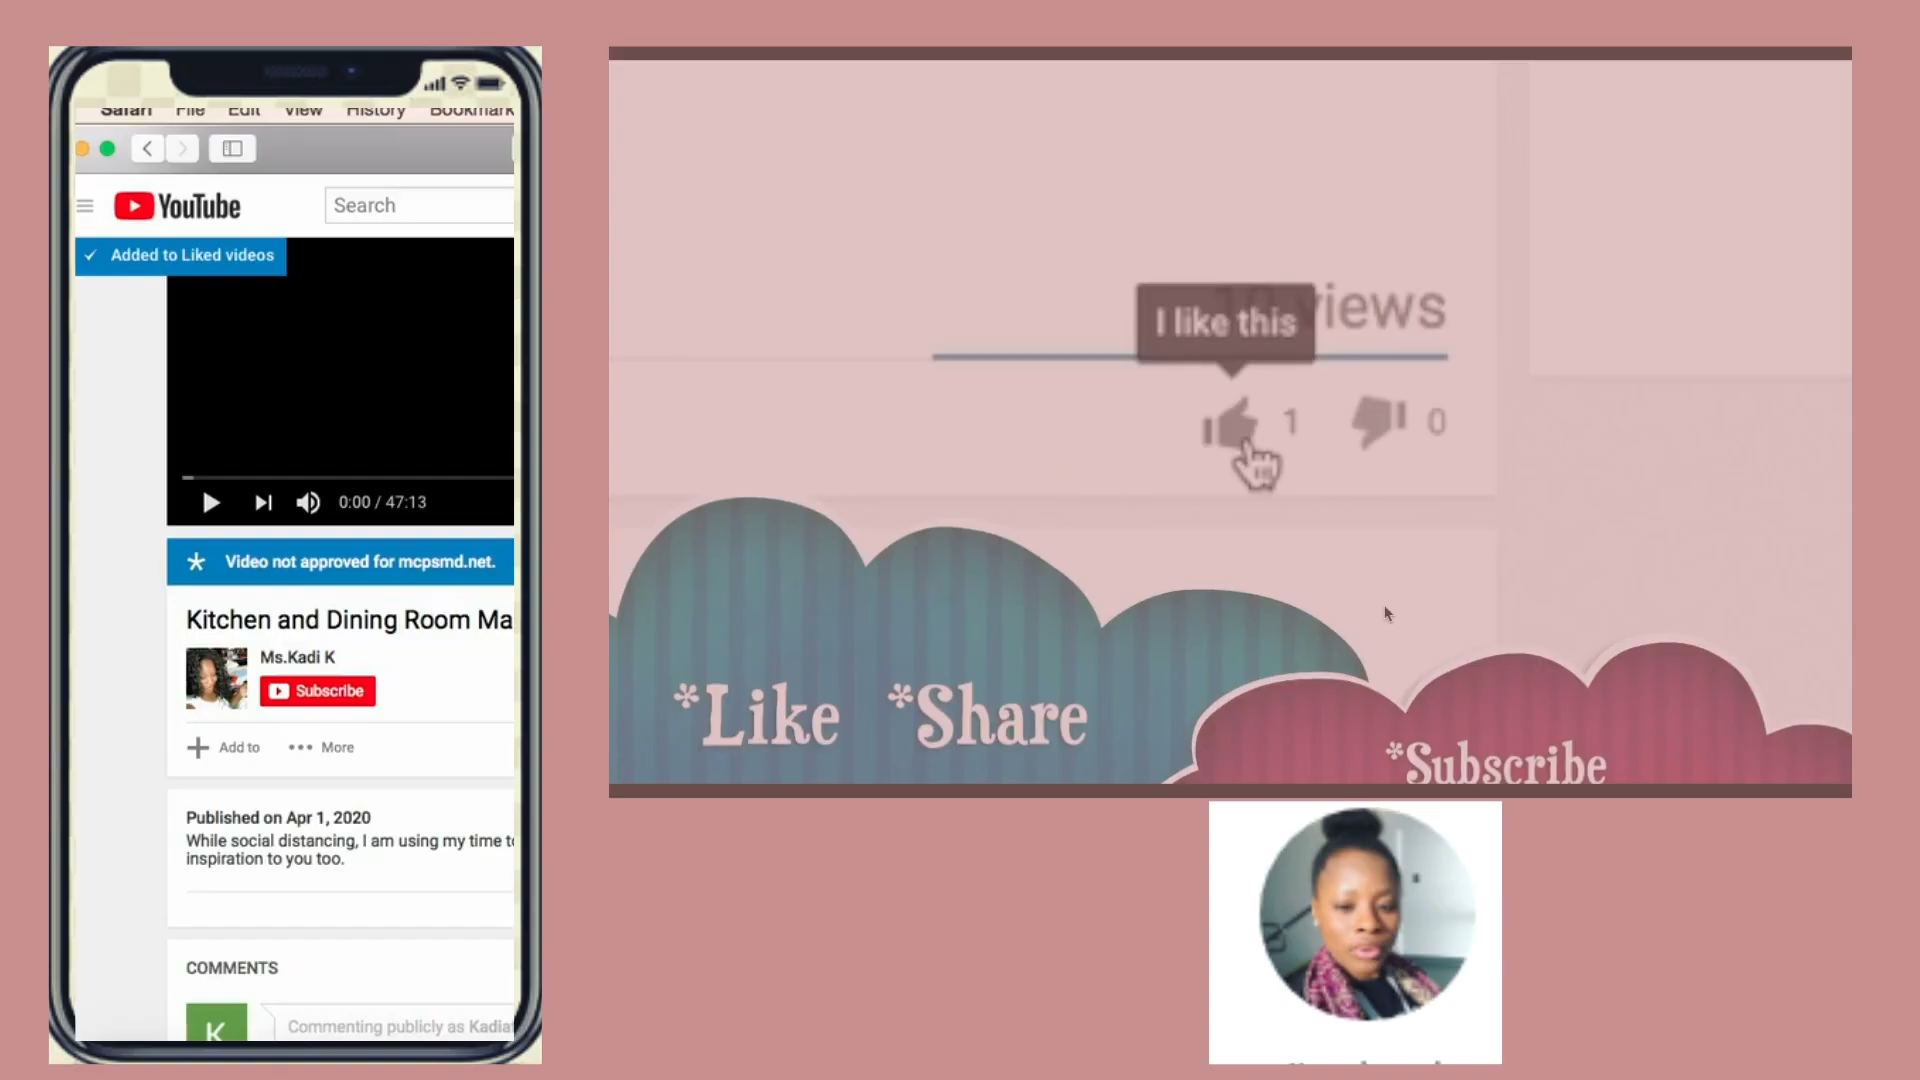 Safari File Edit View History Bookmark
YouTube
Search
✓ Added to Liked videos
0:00 / 47:13
Video not approved for mcpsmd.net.
Kitchen and Dining Room Ma
Ms.Kadi K
Subscribe
Add to ••• More
Published on Apr 1, 2020
While social distancing, I am using my time to
inspiration to you too.
COMMENTS
K
Commenting publicly as Kadiat
views
I like this
1 0
*Like *Share
*Subscribe